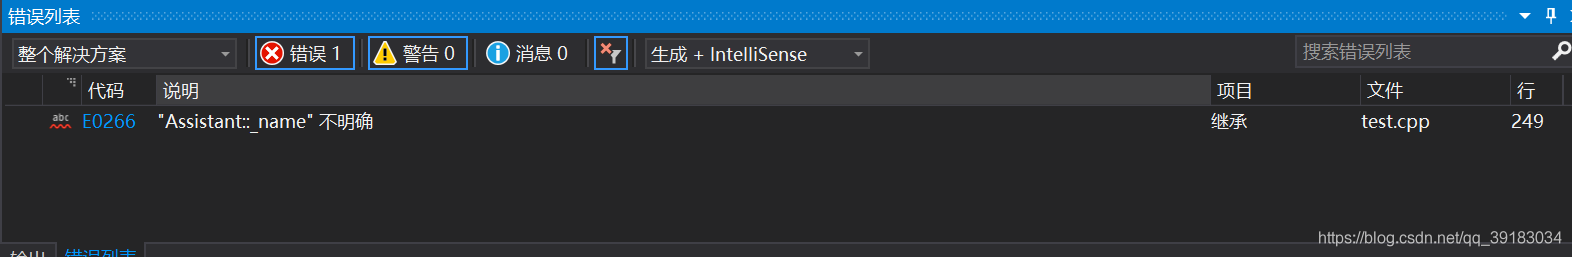 错误列表
整个解决方案 错误 1 警告 0 消息 0 生成 + IntelliSense 搜索错误列表
代码 说明 项目 文件 行
abc E0266 "Assistant::_name" 不明确 继承 test.cpp 249
https://blog.csdn.net/qq_39183034
输出 错误列表